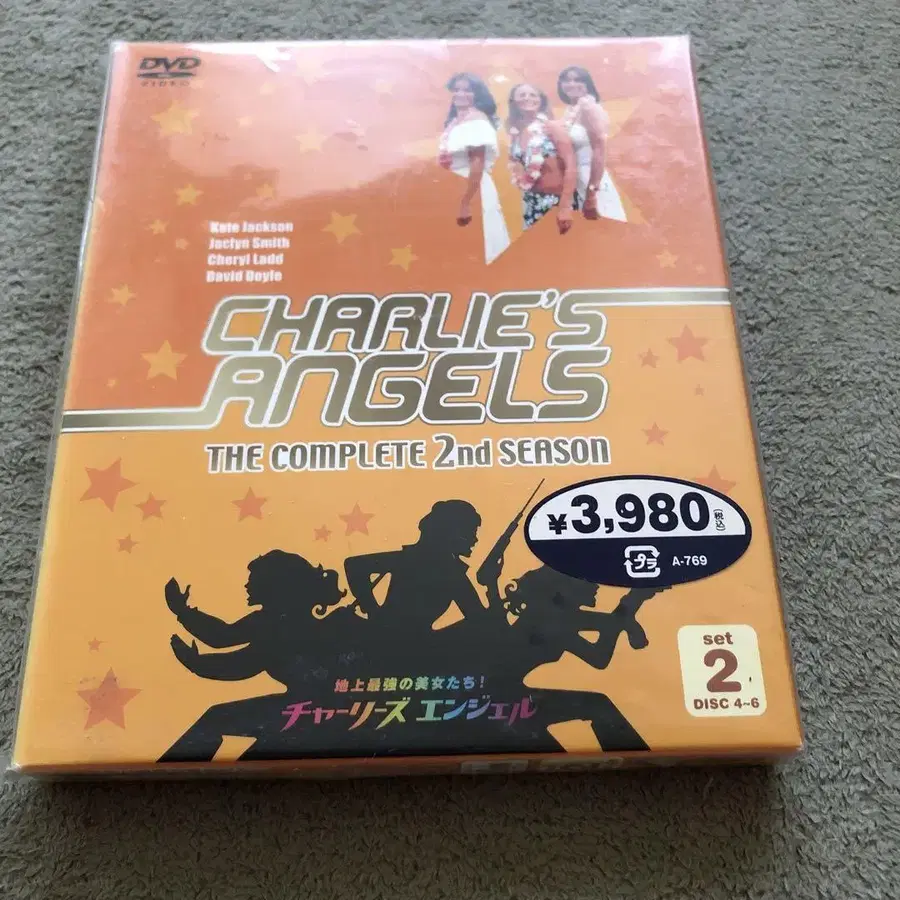 DVD
VIDEO
Kate Jackson
Jaclyn Smith
Cheryl Ladd
David Doyle
CHARLIE'S
ANGELS
THE COMPLETE 2nd SEASON
¥3,980(税込)
プラ A-769
set
2
DISC 4~6
地上最強の美女たち!
チャーリーズ エンジェル